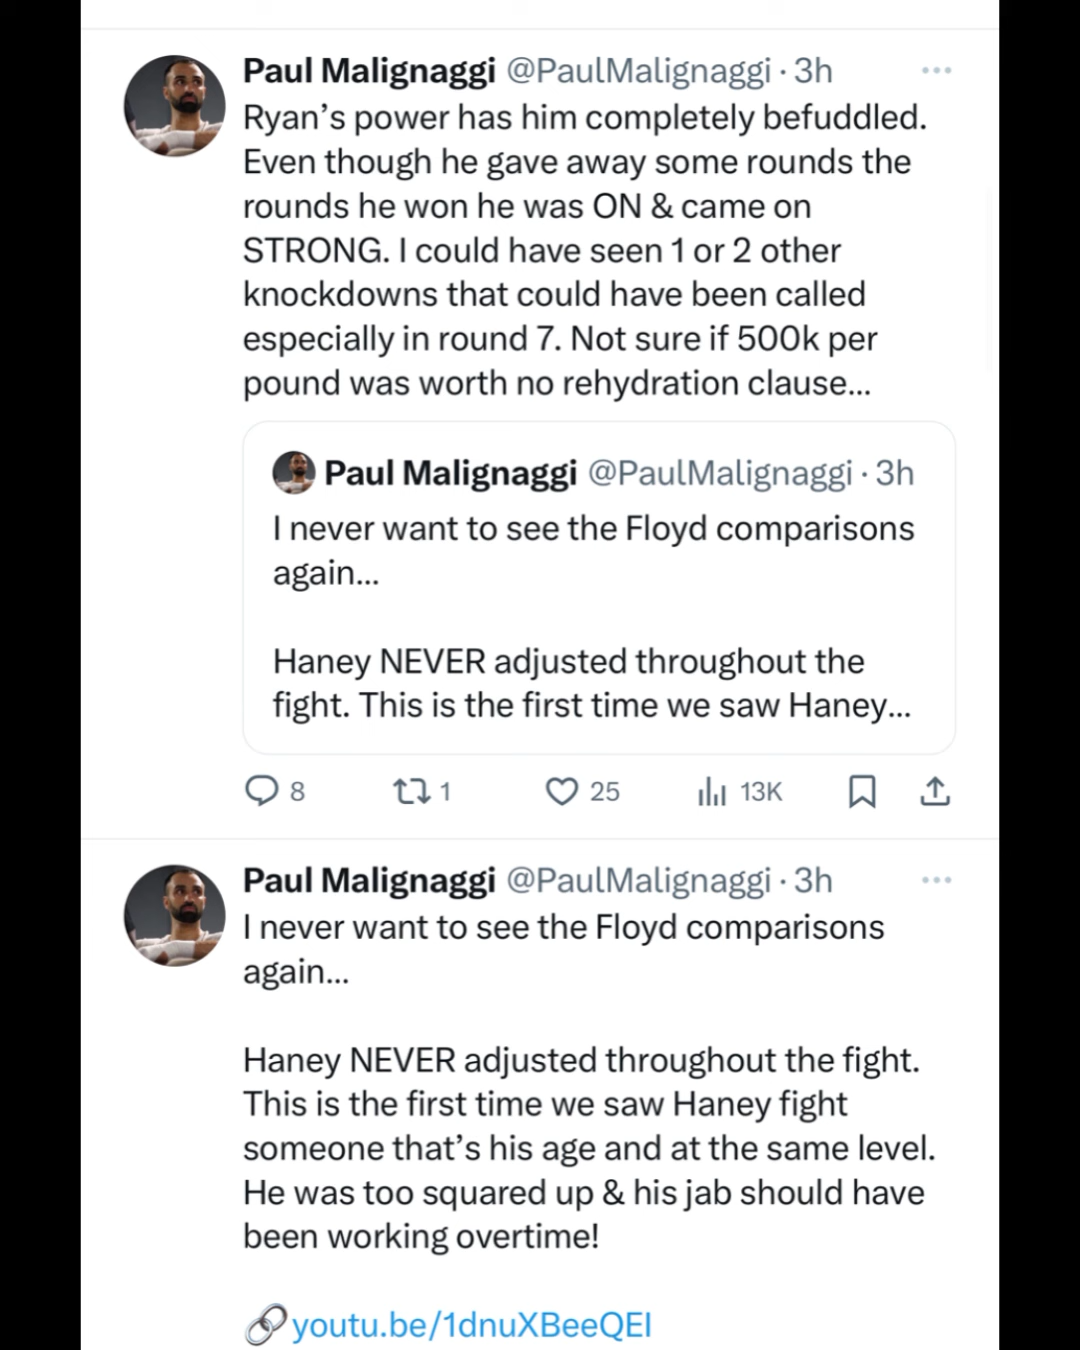 Paul Malignaggi @PaulMalignaggi · 3h
Ryan’s power has him completely befuddled.
Even though he gave away some rounds the
rounds he won he was ON & came on
STRONG. I could have seen 1 or 2 other
knockdowns that could have been called
especially in round 7. Not sure if 500k per
pound was worth no rehydration clause...
Paul Malignaggi @PaulMalignaggi · 3h
I never want to see the Floyd comparisons
again...
Haney NEVER adjusted throughout the
fight. This is the first time we saw Haney...
8 1 25 13K
Paul Malignaggi @PaulMalignaggi · 3h
I never want to see the Floyd comparisons
again...
Haney NEVER adjusted throughout the fight.
This is the first time we saw Haney fight
someone that’s his age and at the same level.
He was too squared up & his jab should have
been working overtime!
🔗youtu.be/1dnuXBeeQEI